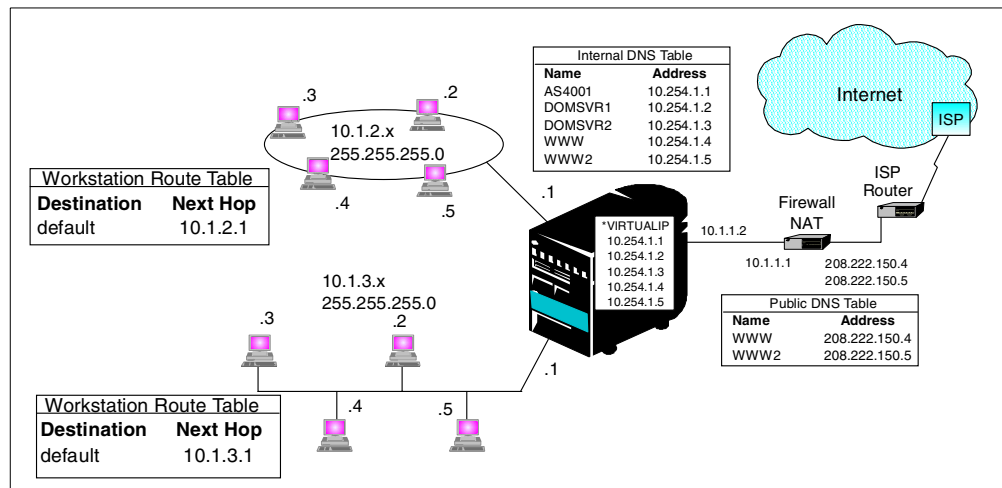 Internal DNS Table
Name Address
AS4001 10.254.1.1
DOMSVR1 10.254.1.2
DOMSVR2 10.254.1.3
WWW 10.254.1.4
WWW2 10.254.1.5
Internet
ISP
ISP
Router
Firewall
NAT
.3
.2
10.1.2.x
255.255.255.0
.4
.5
.1
Workstation Route Table
Destination Next Hop
default 10.1.2.1
*VIRTUALIP
10.254.1.1
10.254.1.2
10.254.1.3
10.254.1.4
10.254.1.5
10.1.1.2
10.1.1.1
208.222.150.4
208.222.150.5
Public DNS Table
Name Address
WWW 208.222.150.4
WWW2 208.222.150.5
10.1.3.x
255.255.255.0
.3
.2
.1
.4
.5
Workstation Route Table
Destination Next Hop
default 10.1.3.1